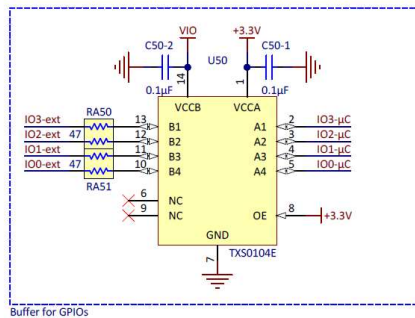 VIO +3.3V
C50-2 U50 C50-1
0.1µF 14 1 0.1µF
VCCB VCCA
IO3-ext RA50 13 B1 A1 2 IO3-µC
IO2-ext 47 12 B2 A2 3 IO2-µC
IO1-ext 11 B3 A3 4 IO1-µC
IO0-ext 47 10 B4 A4 5 IO0-µC
RA51
6 NC
9 NC OE 8 +3.3V
GND
7 TXS0104E
Buffer for GPIOs